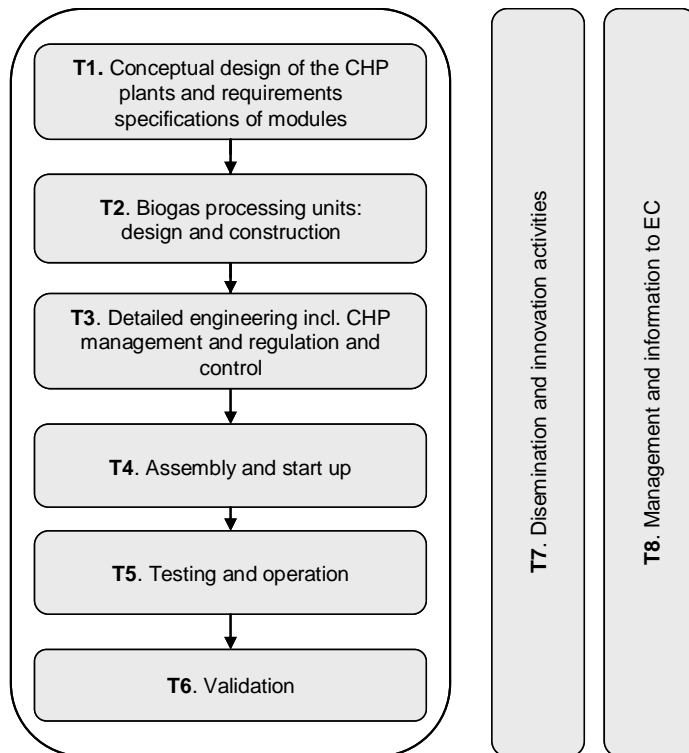 T1. Conceptual design of the CHP
plants and requirements
specifications of modules
T2. Biogas processing units:
design and construction
T3. Detailed engineering incl. CHP
management and regulation and
control
T4. Assembly and start up
T5. Testing and operation
T6. Validation
T7. Disemination and innovation activities
T8. Management and information to EC